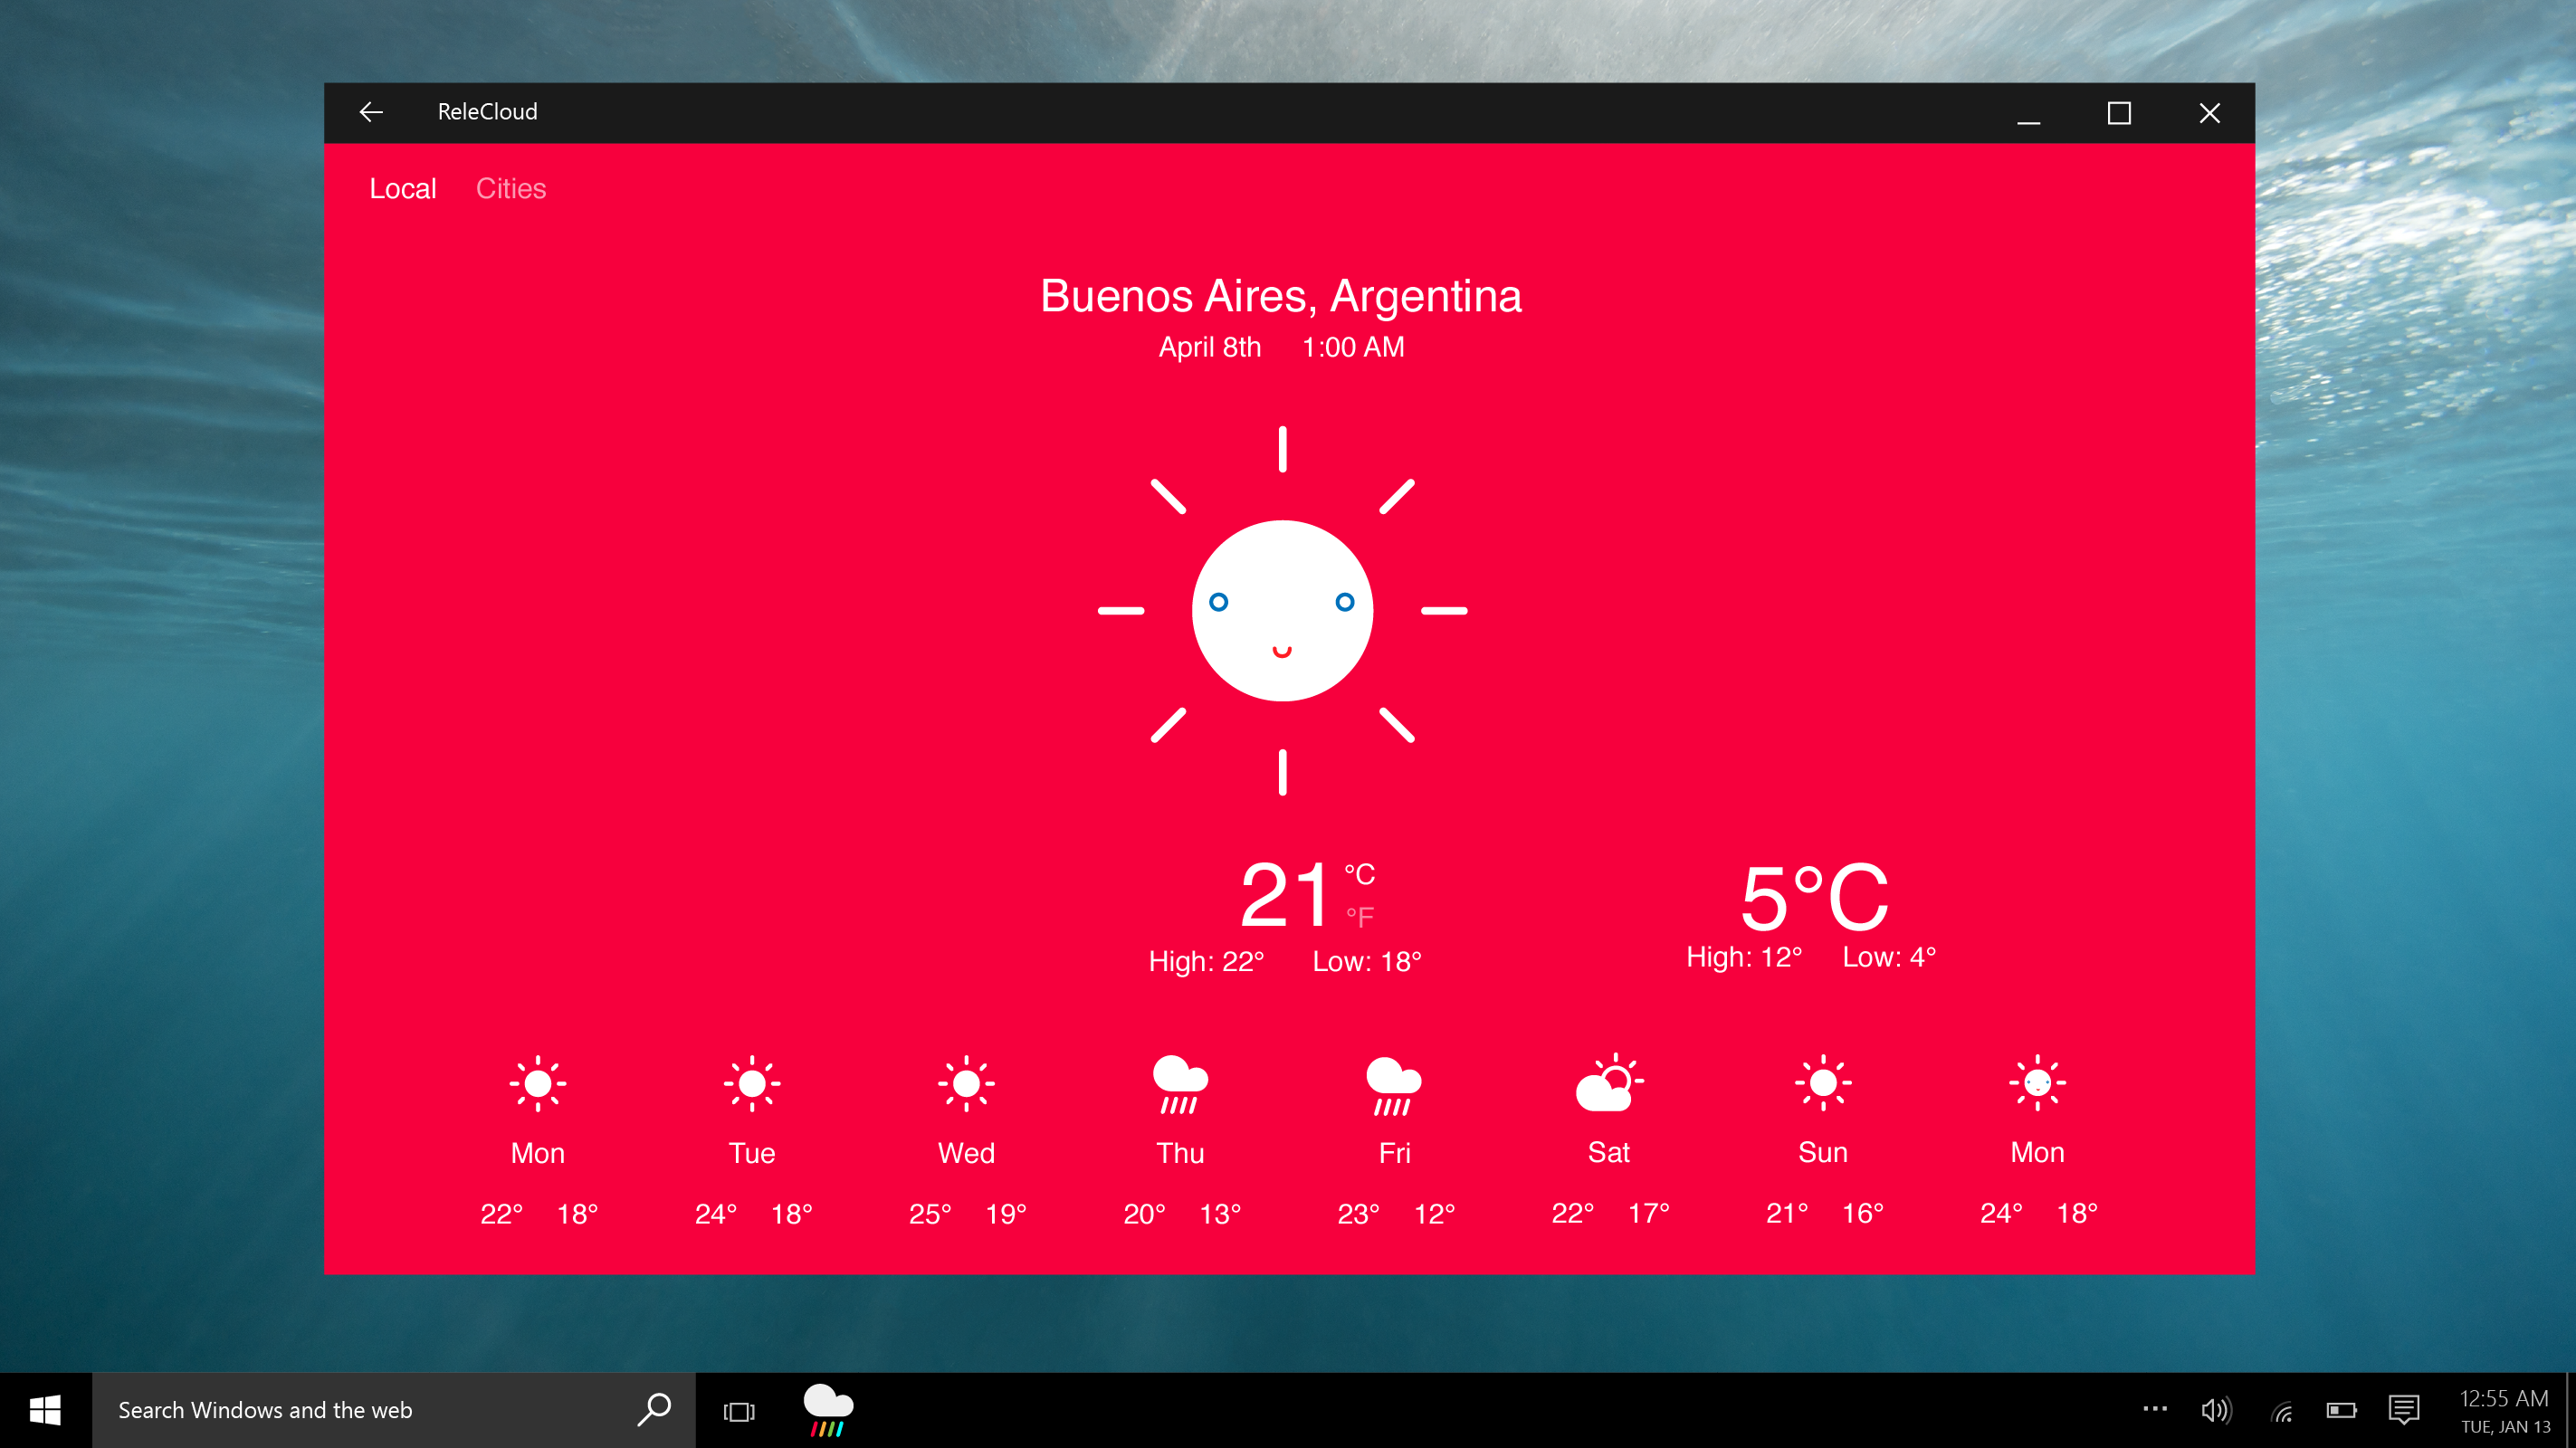 ReleCloud
Local Cities
Buenos Aires, Argentina
April 8th 1:00 AM
21 °C °F
High: 22° Low: 18°
5°C
High: 12° Low: 4°
Mon Tue Wed Thu Fri Sat Sun Mon
22° 18° 24° 18° 25° 19° 20° 13° 23° 12° 22° 17° 21° 16° 24° 18°
Search Windows and the web
12:55 AM
TUE, JAN 13